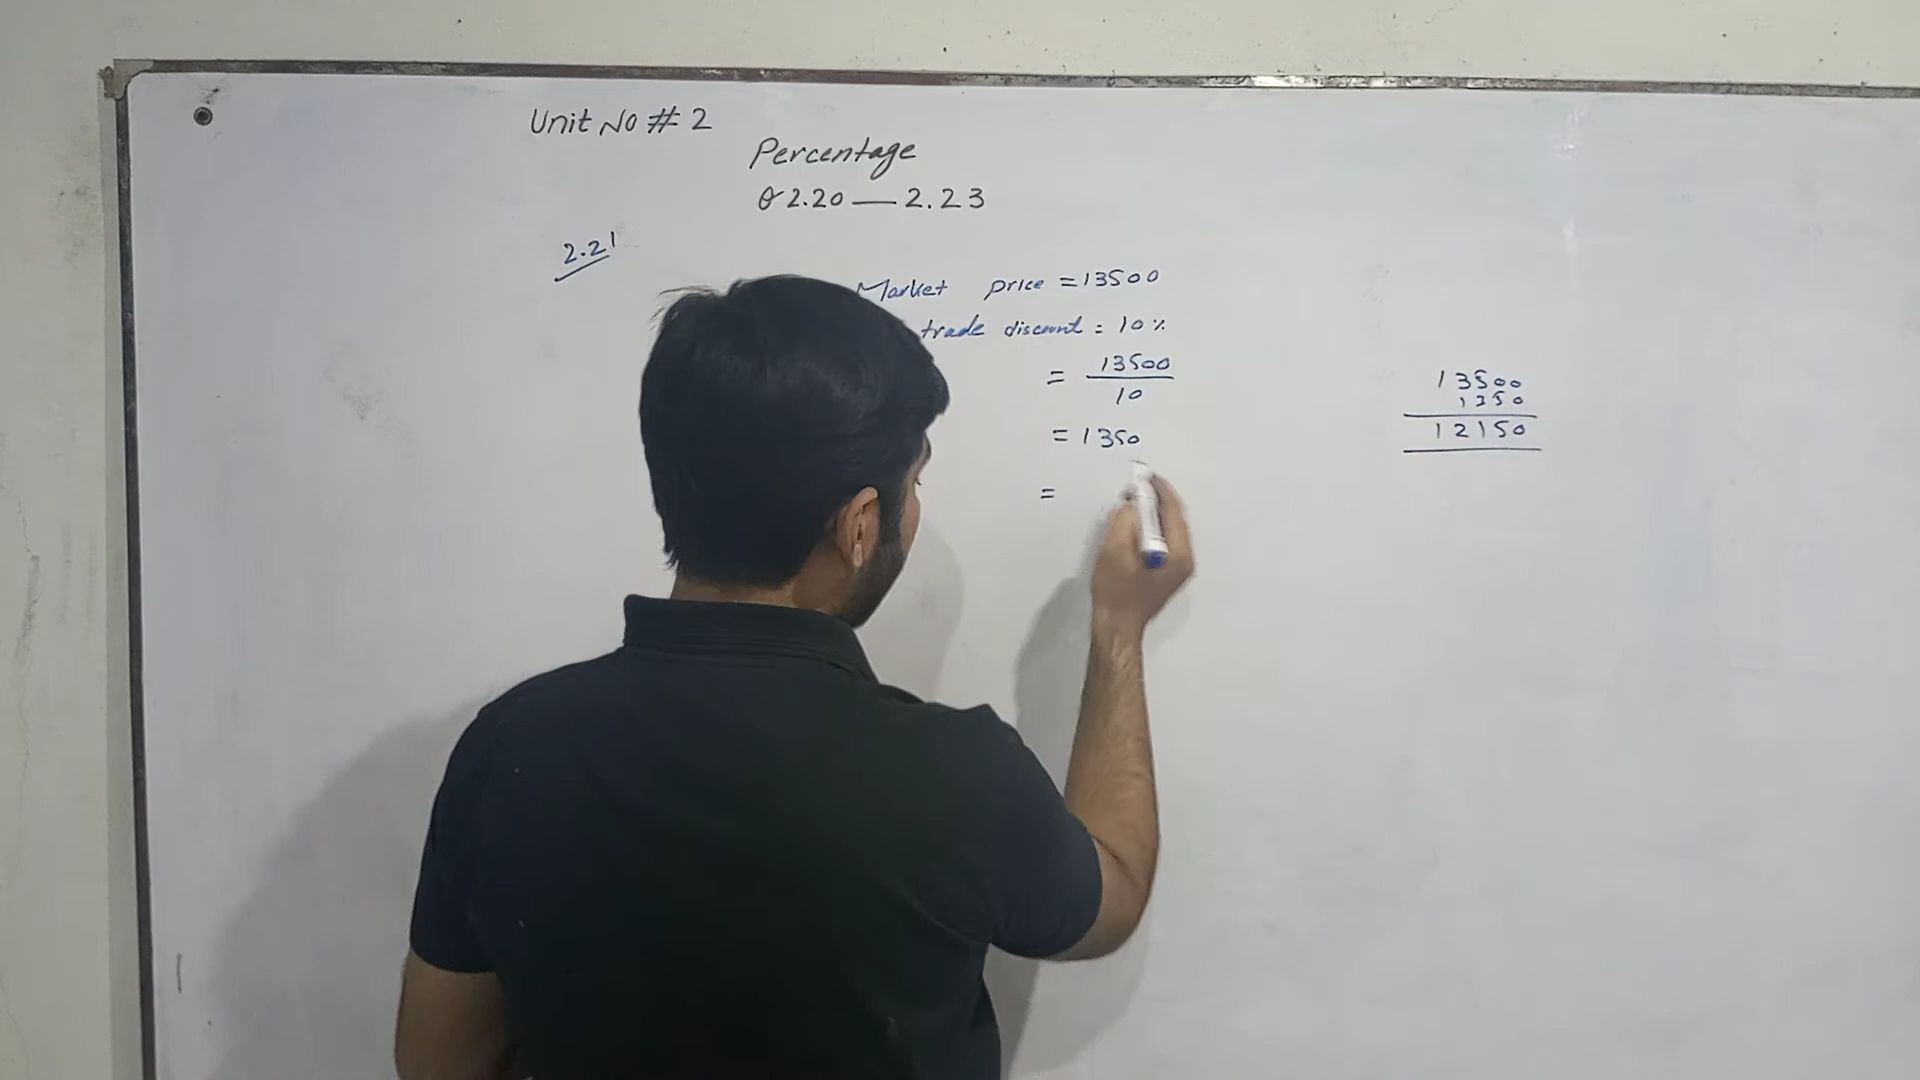 Unit No # 2
Percentage
Q 2.20 — 2.23
2.21
Market price = 13500
trade discount = 10 %
= 13500
10
= 1350
=
13500
1350
12150